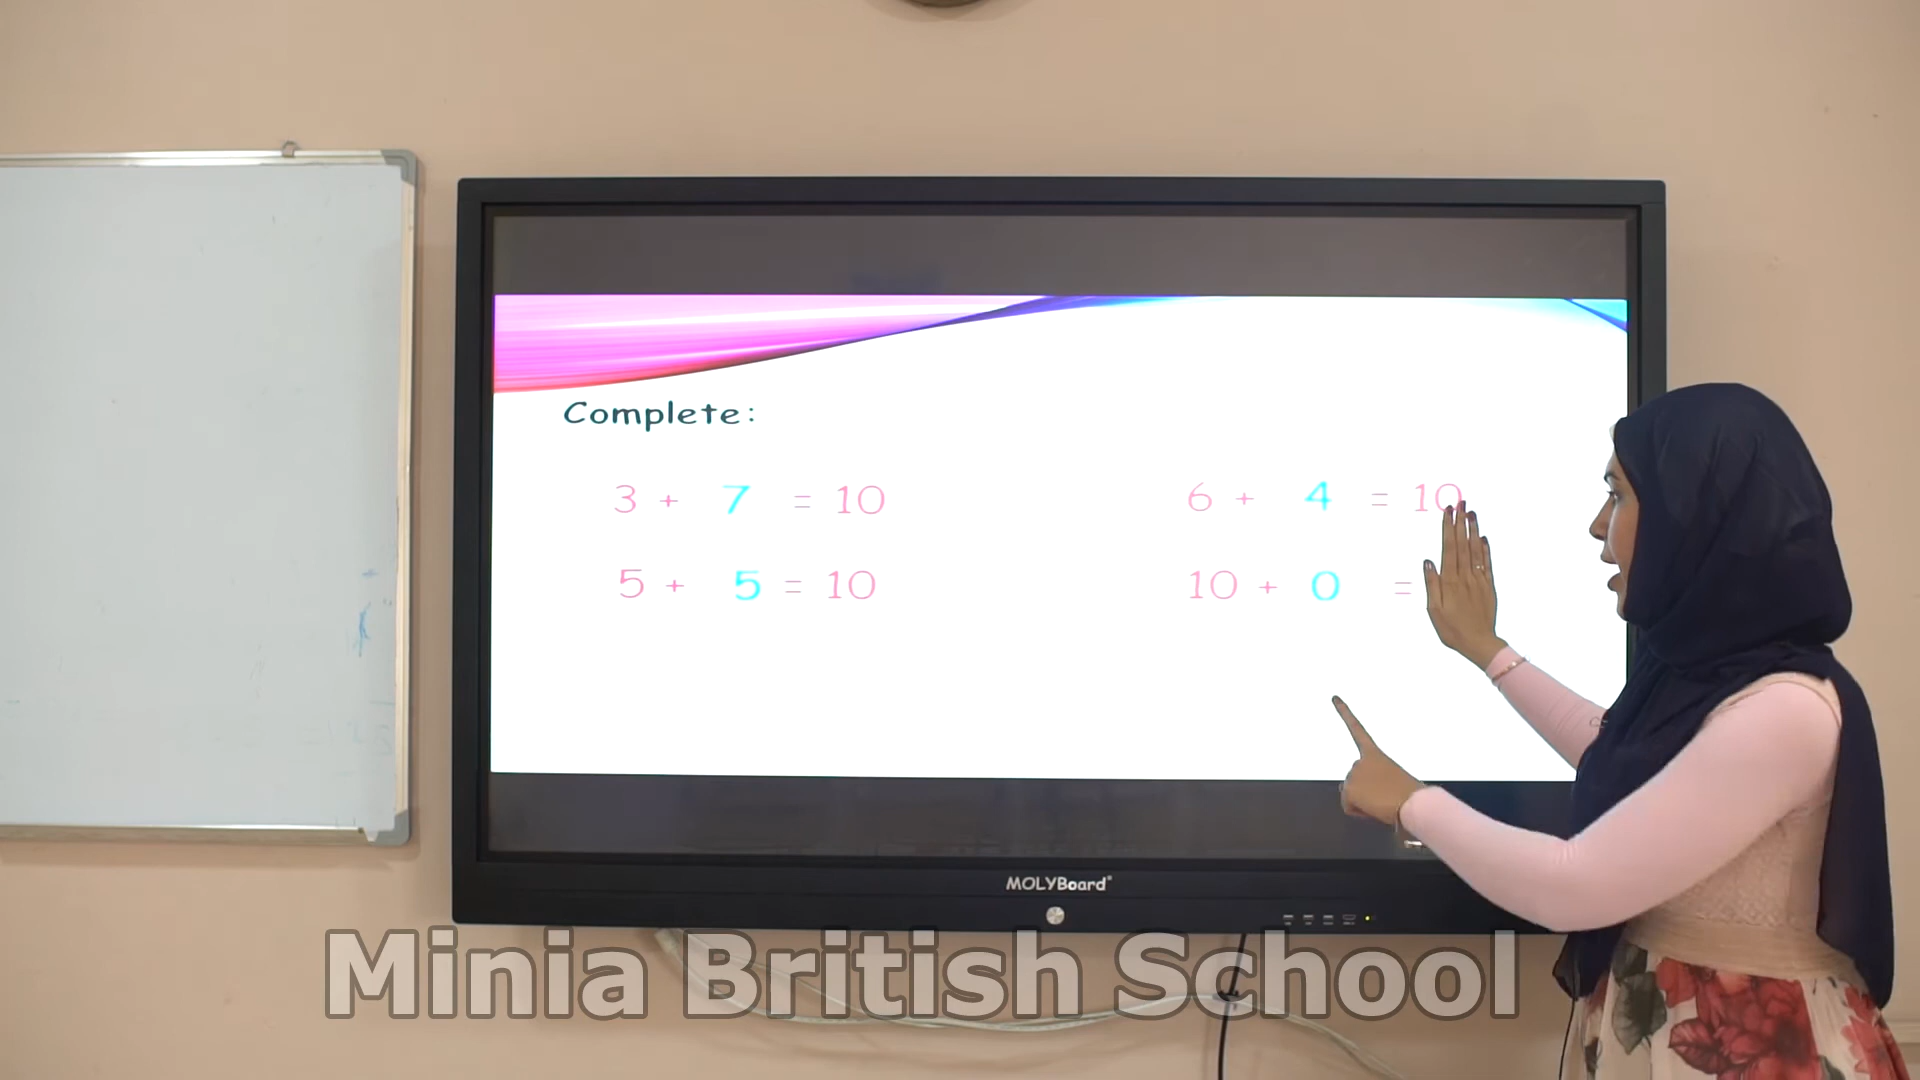 Complete:
3 + 7 = 10
6 + 4 = 10
5 + 5 = 10
10 + 0 =
MOLYBoard
Minia British School